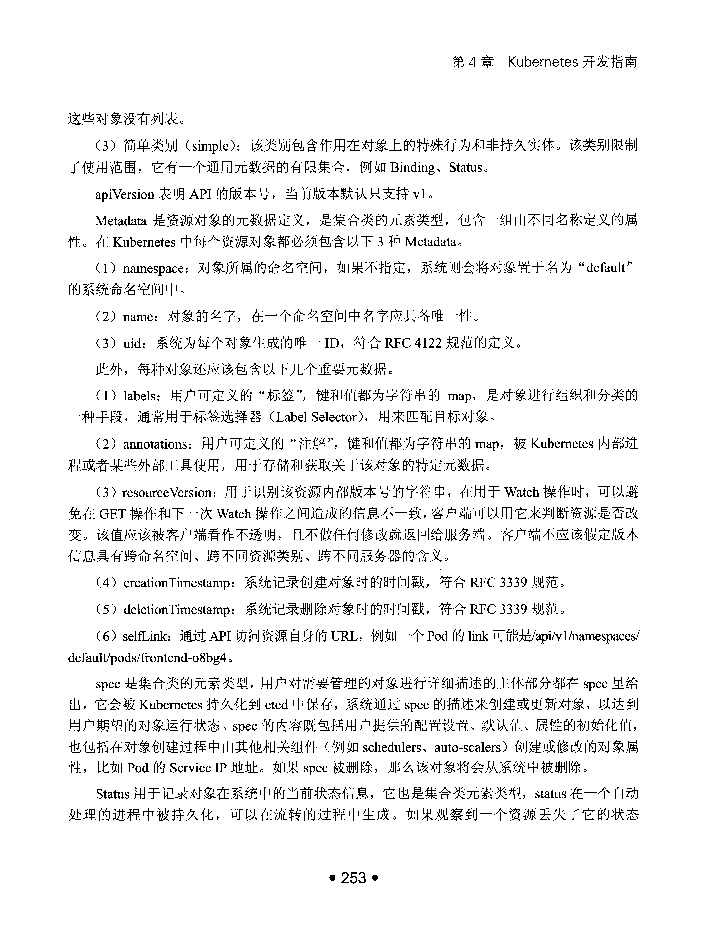 第 4 章　Kubernetes 开发指南
这些对象没有列表。
（3）简单类别（simple）：该类别包含作用在对象上的特殊行为和非持久实体。该类别限制
了使用范围，它有一个通用元数据的有限集合，例如 Binding、Status。
apiVersion 表明 API 的版本号，当前版本默认只支持 v1。
Metadata 是资源对象的元数据定义，是集合类的元素类型，包含一组由不同名称定义的属
性。在 Kubernetes 中每个资源对象都必须包含以下 3 种 Metadata。
（1）namespace：对象所属的命名空间，如果不指定，系统则会将对象置于名为“default”
的系统命名空间中。
（2）name：对象的名字，在一个命名空间中名字应具备唯一性。
（3）uid：系统为每个对象生成的唯一 ID，符合 RFC 4122 规范的定义。
此外，每种对象还应该包含以下几个重要元数据。
（1）labels：用户可定义的“标签”，键和值都为字符串的 map，是对象进行组织和分类的
一种手段，通常用于标签选择器（Label Selector），用来匹配目标对象。
（2）annotations：用户可定义的“注解”，键和值都为字符串的 map，被 Kubernetes 内部进
程或者某些外部工具使用，用于存储和获取关于该对象的特定元数据。
（3）resourceVersion：用于识别该资源内部版本号的字符串，在用于 Watch 操作时，可以避
免在 GET 操作和下一次 Watch 操作之间造成的信息不一致，客户端可以用它来判断资源是否改
变。该值应该被客户端看作不透明，且不做任何修改就返回给服务端。客户端不应该假定版本
信息具有跨命名空间、跨不同资源类别、跨不同服务器的含义。
（4）creationTimestamp：系统记录创建对象时的时间戳，符合 RFC 3339 规范。
（5）deletionTimestamp：系统记录删除对象时的时间戳，符合 RFC 3339 规范。
（6）selfLink：通过 API 访问资源自身的 URL，例如一个 Pod 的 link 可能是/api/v1/namespaces/
default/pods/frontend-o8bg4。
spec 是集合类的元素类型，用户对需要管理的对象进行详细描述的主体部分都在 spec 里给
出，它会被 Kubernetes 持久化到 etcd 中保存，系统通过 spec 的描述来创建或更新对象，以达到
用户期望的对象运行状态。spec 的内容既包括用户提供的配置设置、默认值、属性的初始化值，
也包括在对象创建过程中由其他相关组件（例如 schedulers、auto-scalers）创建或修改的对象属
性，比如 Pod 的 Service IP 地址。如果 spec 被删除，那么该对象将会从系统中被删除。
Status 用于记录对象在系统中的当前状态信息，它也是集合类元素类型，status 在一个自动
处理的进程中被持久化，可以在流转的过程中生成。如果观察到一个资源丢失了它的状态
• 253 •